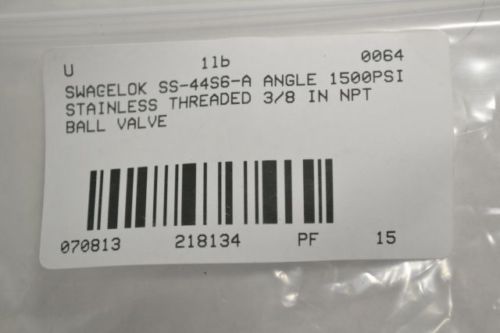 U 1lb 0064
SWAGELOK SS-44S6-A ANGLE 1500PSI
STAINLESS THREADED 3/8 IN NPT
BALL VALVE
070813 218134 PF 15